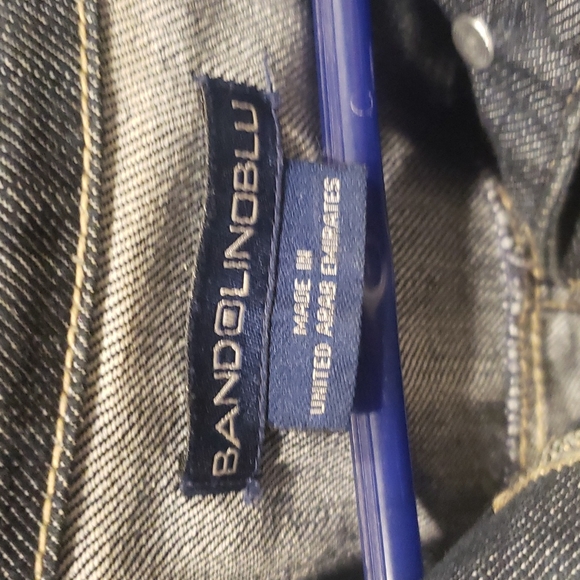 BANDOLINOBLU
MADE IN
UNITED ARAB EMIRATES